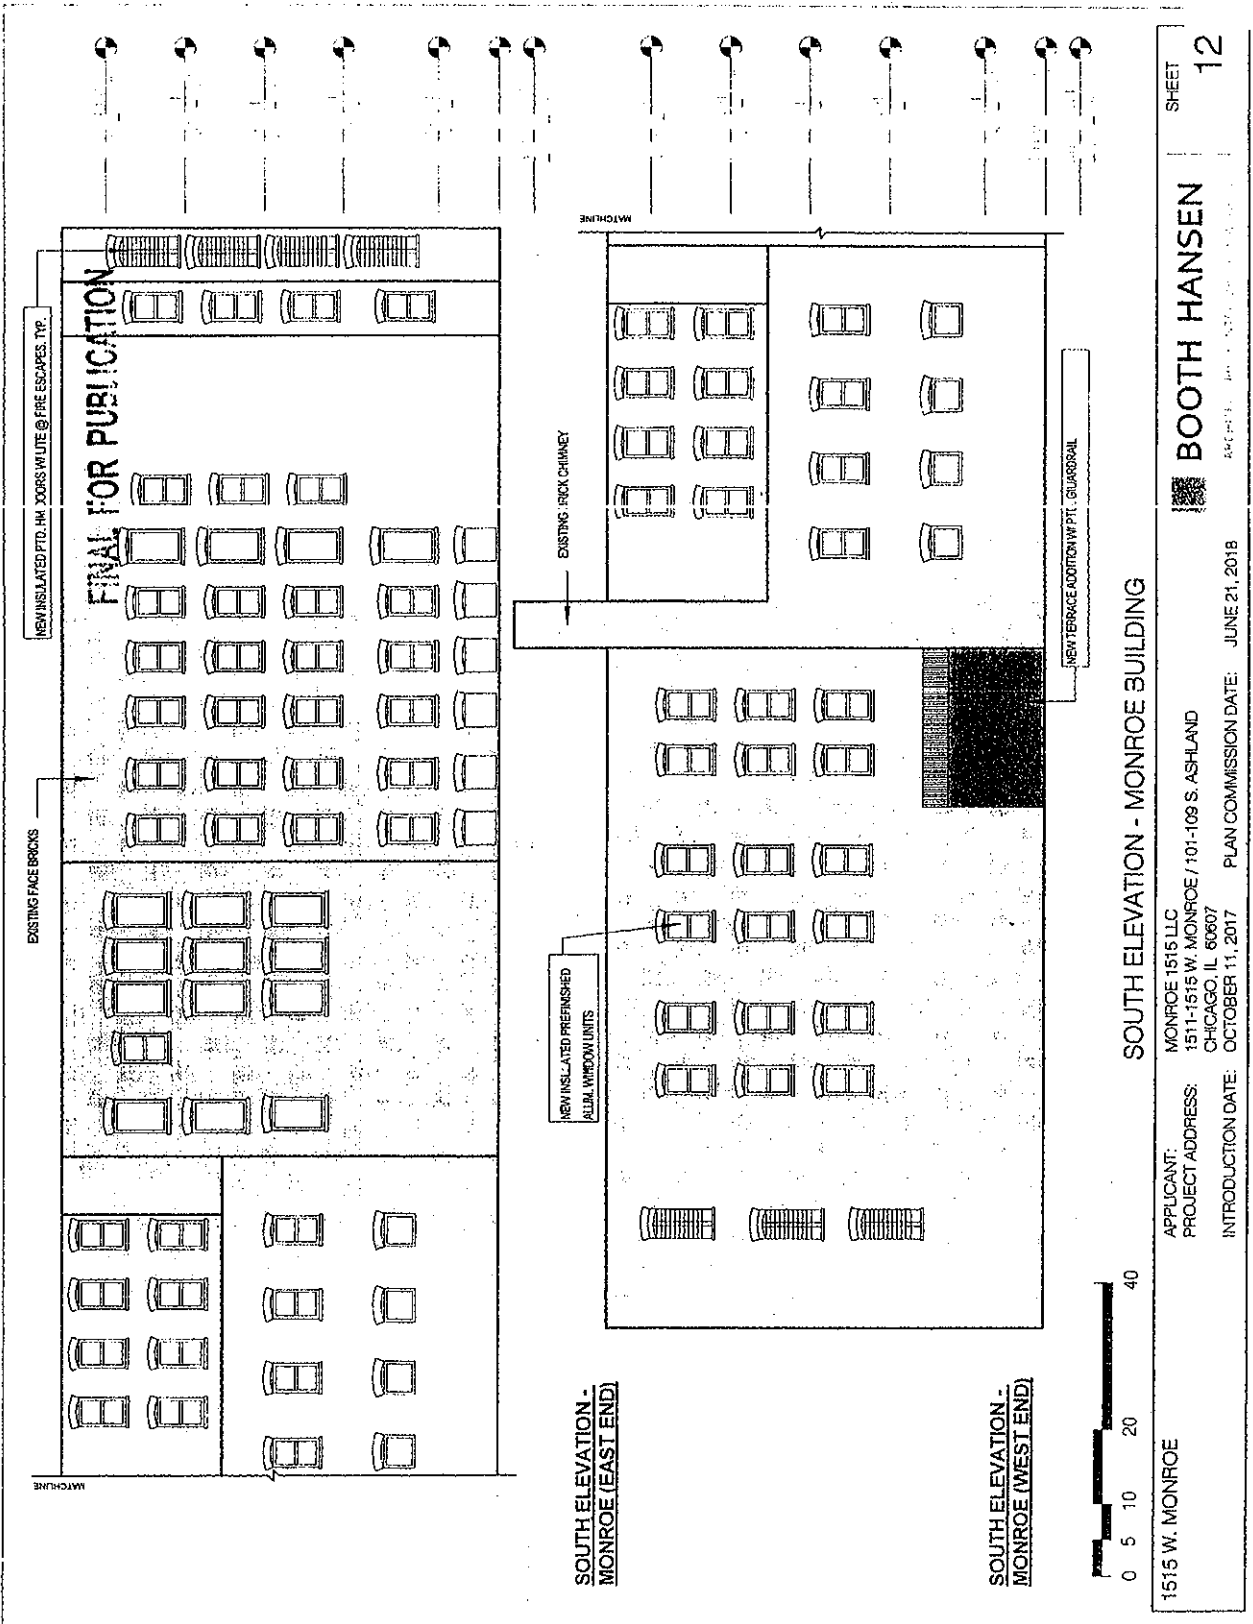 FINAL FOR PUBLICATION
NEW INSULATED PTD. HM DOORS W/ LITE @ FIRE ESCAPES, TYP.
EXISTING FACE BRICKS
MATCHLINE
SOUTH ELEVATION -
MONROE (EAST END)
MATCHLINE
EXISTING BRICK CHIMNEY
NEW INSULATED PREFINISHED
ALUM. WINDOW UNITS
NEW TERRACE ADDITION W/ PTD. GUARDRAIL
SOUTH ELEVATION -
MONROE (WEST END)
SOUTH ELEVATION - MONROE BUILDING
0 5 10 20 40
1515 W. MONROE
APPLICANT: MONROE 1515 LLC
PROJECT ADDRESS: 1511-1515 W. MONROE / 101-109 S. ASHLAND
CHICAGO, IL 60607
INTRODUCTION DATE: OCTOBER 11, 2017 PLAN COMMISSION DATE: JUNE 21, 2018
BOOTH HANSEN
SHEET
12